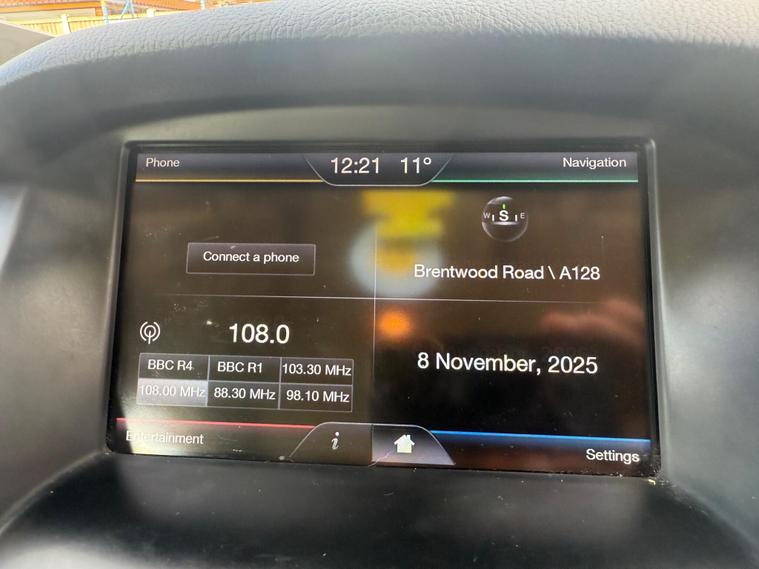 Phone 12:21 11° Navigation
W S E
Connect a phone
Brentwood Road \ A128
108.0
8 November, 2025
BBC R4 BBC R1 103.30 MHz
108.00 MHz 88.30 MHz 98.10 MHz
Entertainment i Settings